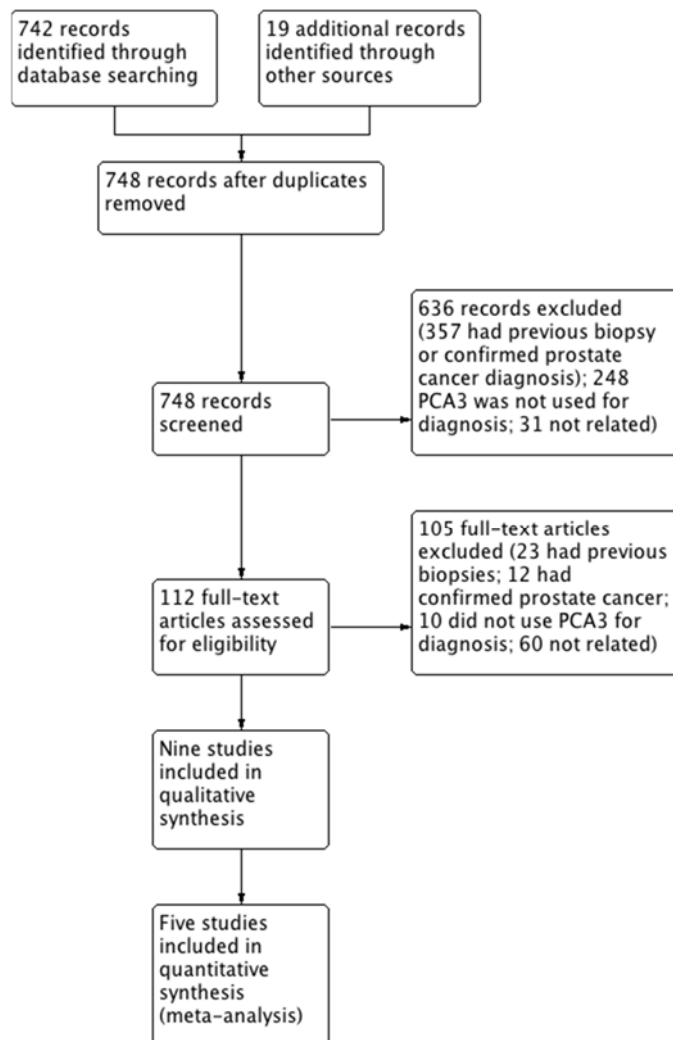 742 records
identified through
database searching
19 additional records
identified through
other sources
748 records after duplicates
removed
636 records excluded
(357 had previous biopsy
or confirmed prostate
cancer diagnosis); 248
PCA3 was not used for
diagnosis; 31 not related)
748 records
screened
105 full-text articles
excluded (23 had previous
biopsies; 12 had
confirmed prostate cancer;
10 did not use PCA3 for
diagnosis; 60 not related)
112 full-text
articles assessed
for eligibility
Nine studies
included in
qualitative
synthesis
Five studies
included in
quantitative
synthesis
(meta-analysis)